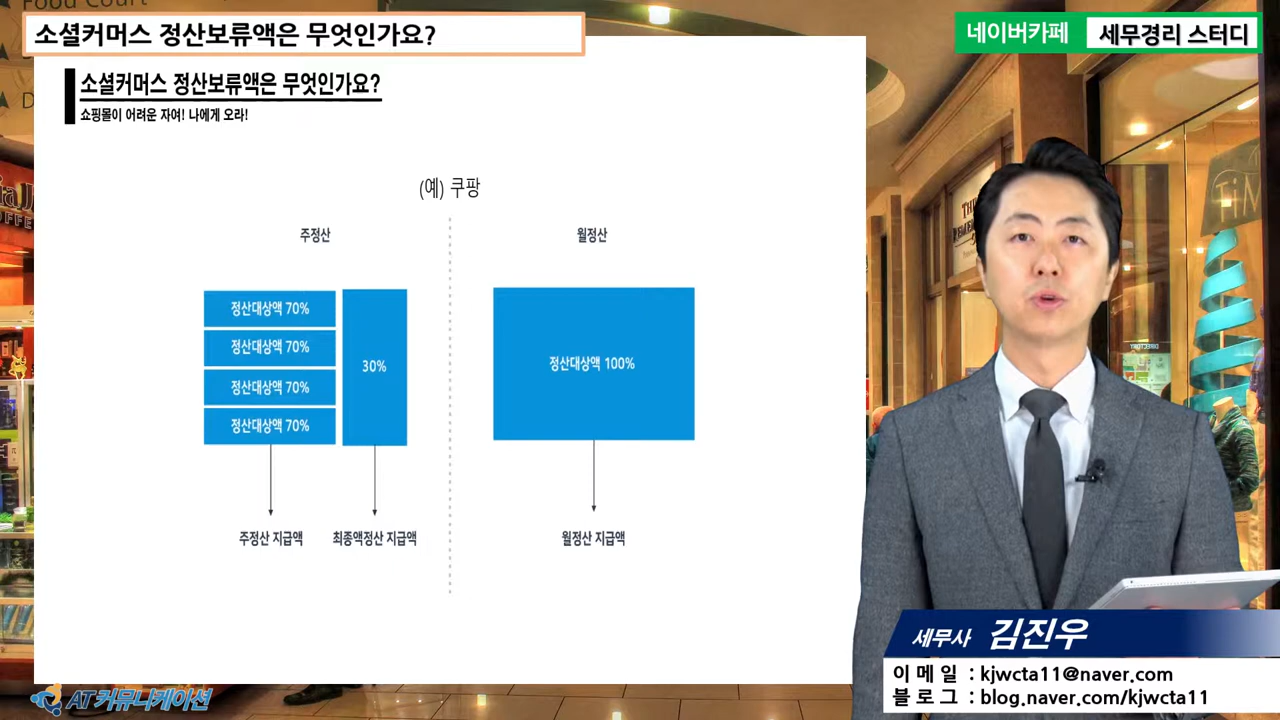 Food Court
소셜커머스 정산보류액은 무엇인가요?
네이버카페 세무경리 스터디
소셜커머스 정산보류액은 무엇인가요?
쇼핑몰이 어려운 자여! 나에게 오라!
(예) 쿠팡
주정산
월정산
정산대상액 70%
정산대상액 70%
정산대상액 70%
정산대상액 70%
30%
정산대상액 100%
주정산 지급액
최종액정산 지급액
월정산 지급액
세무사 김진우
이 메 일 : kjwcta11@naver.com
블 로 그 : blog.naver.com/kjwcta11
AT커뮤니케이션